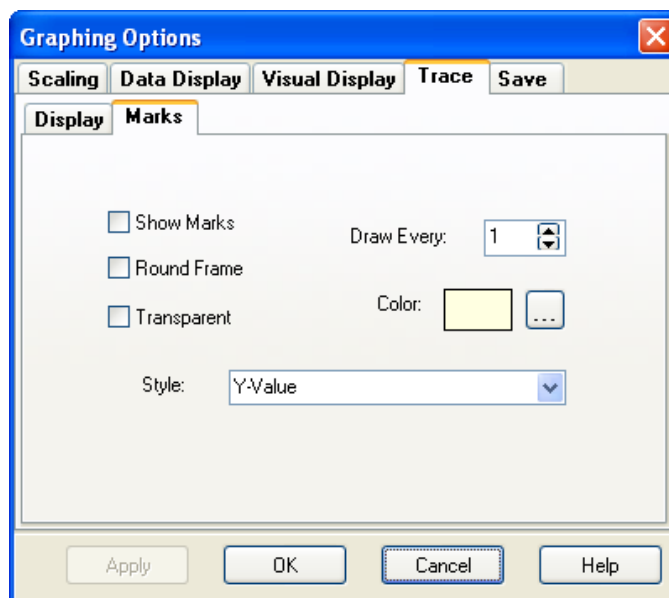 Graphing Options
Scaling Data Display Visual Display Trace Save
Display Marks
Show Marks
Draw Every: 1
Round Frame
Color: ...
Transparent
Style: Y-Value
Apply OK Cancel Help